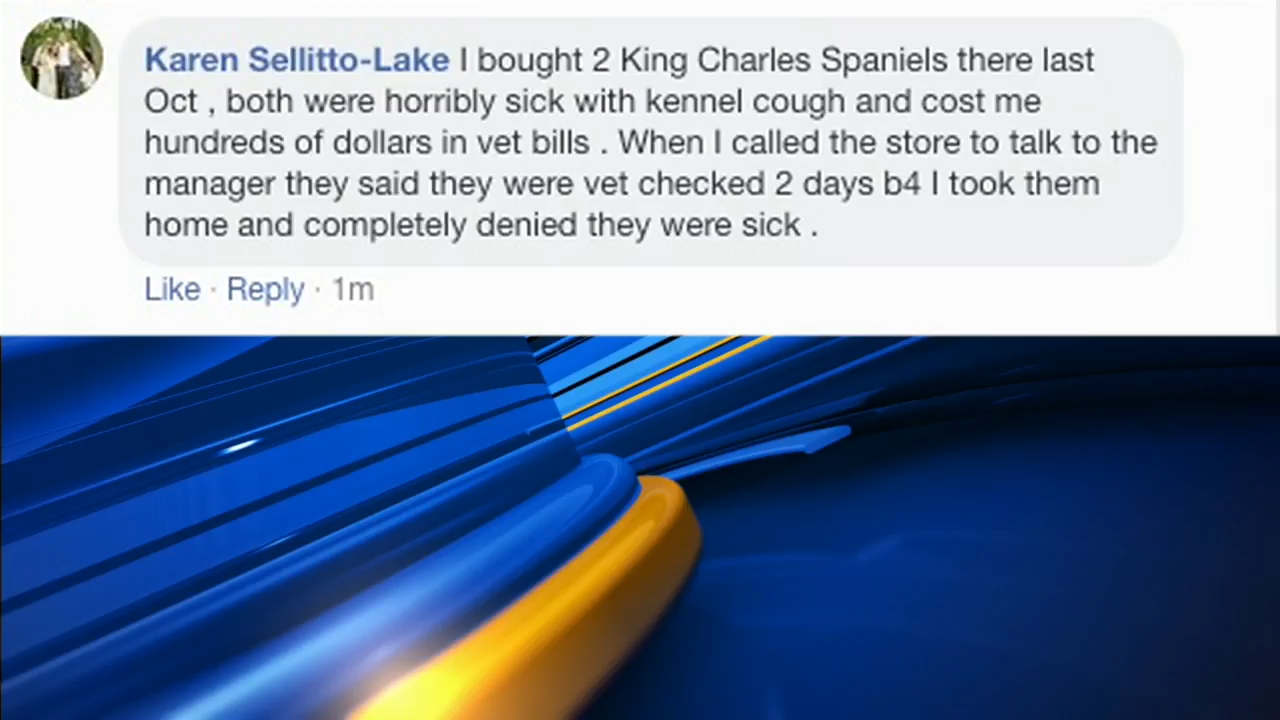 Karen Sellitto-Lake I bought 2 King Charles Spaniels there last
Oct , both were horribly sick with kennel cough and cost me
hundreds of dollars in vet bills . When I called the store to talk to the
manager they said they were vet checked 2 days b4 I took them
home and completely denied they were sick .
Like · Reply · 1m